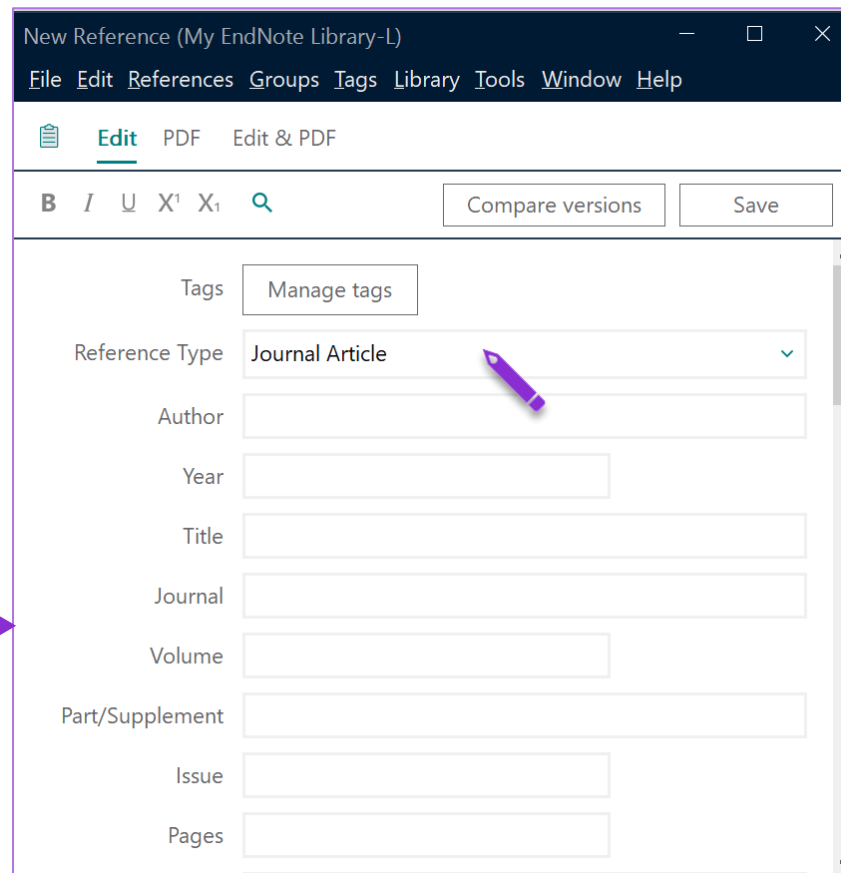 New Reference (My EndNote Library-L)
File Edit References Groups Tags Library Tools Window Help
Edit PDF Edit & PDF
B I U X¹ X₁ Compare versions Save
Tags Manage tags
Reference Type Journal Article
Author
Year
Title
Journal
Volume
Part/Supplement
Issue
Pages